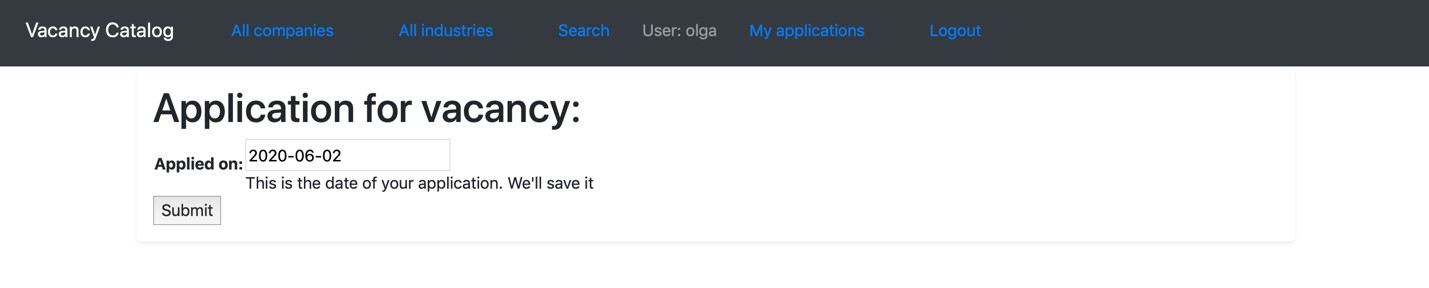 Vacancy Catalog All companies All industries Search User: olga My applications Logout
Application for vacancy:
Applied on: 2020-06-02
This is the date of your application. We'll save it
Submit